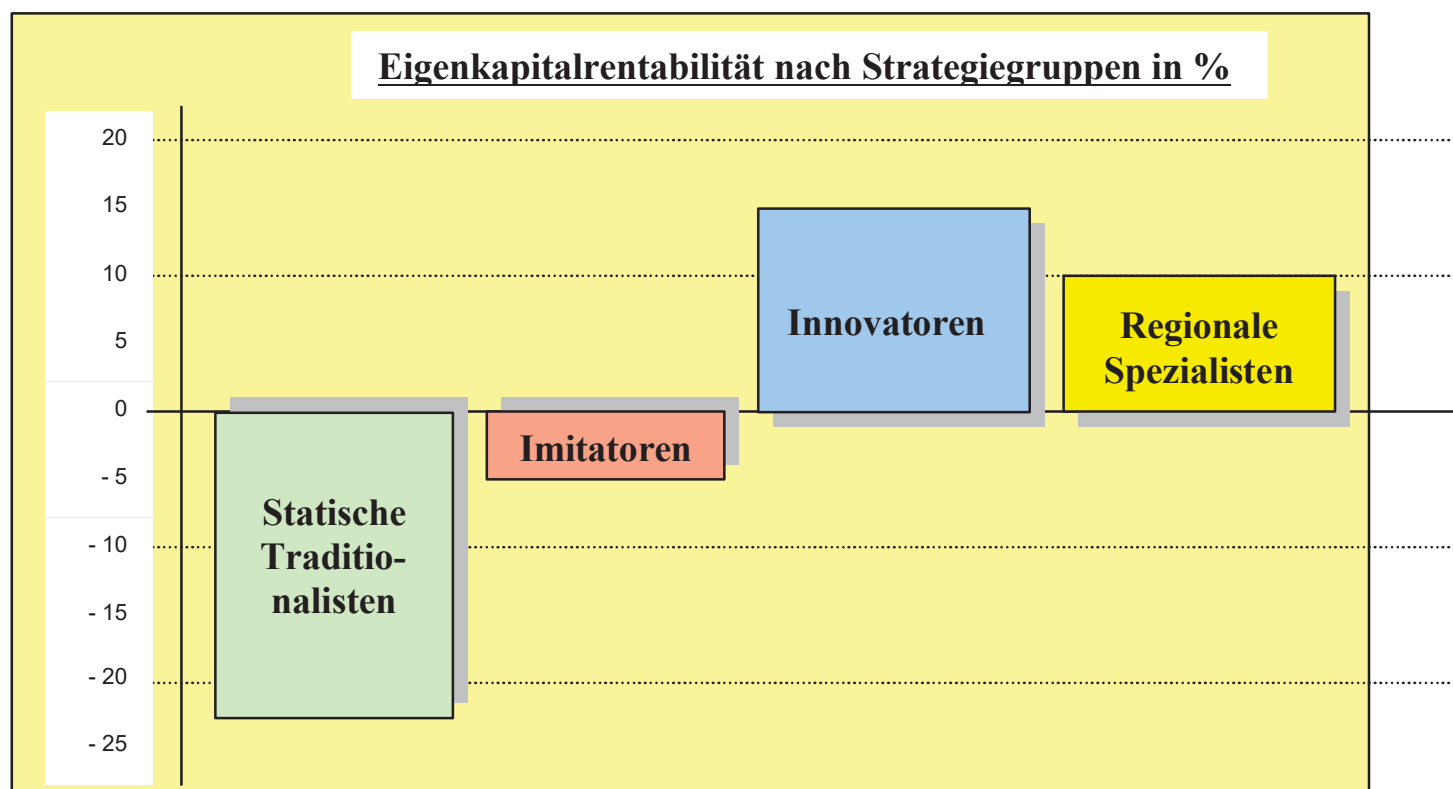 Eigenkapitalrentabilität nach Strategiegruppen in %
20
15
10
5
0
- 5
- 10
- 15
- 20
- 25
Statische
Traditio-
nalisten
Imitatoren
Innovatoren
Regionale
Spezialisten